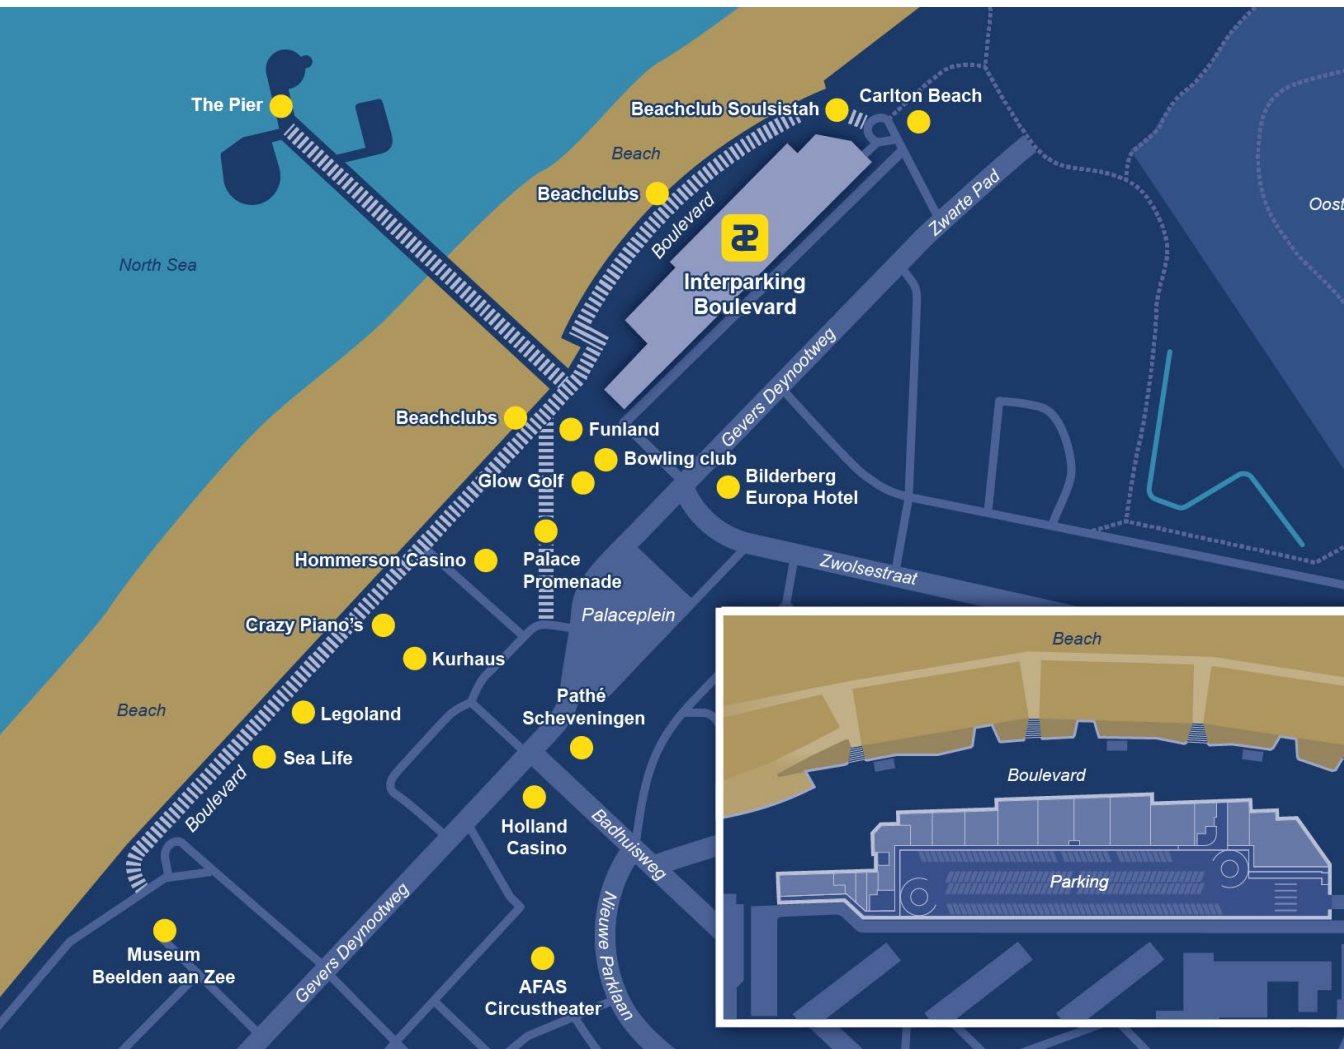 The Pier
Beachclub Soulsistah
Carlton Beach
Beach
Beachclubs
Boulevard
Zwarte Pad
Oost
North Sea
Interparking
Boulevard
Gevers Deynootweg
Beachclubs
Funland
Bowling club
Glow Golf
Bilderberg
Europa Hotel
Hommerson Casino
Palace
Promenade
Zwolsestraat
Palaceplein
Crazy Piano's
Kurhaus
Beach
Legoland
Pathé
Scheveningen
Sea Life
Boulevard
Holland
Casino
Badhuisweg
Gevers Deynootweg
Nieuwe Parklaan
Museum
Beelden aan Zee
AFAS
Circustheater
Beach
Boulevard
Parking